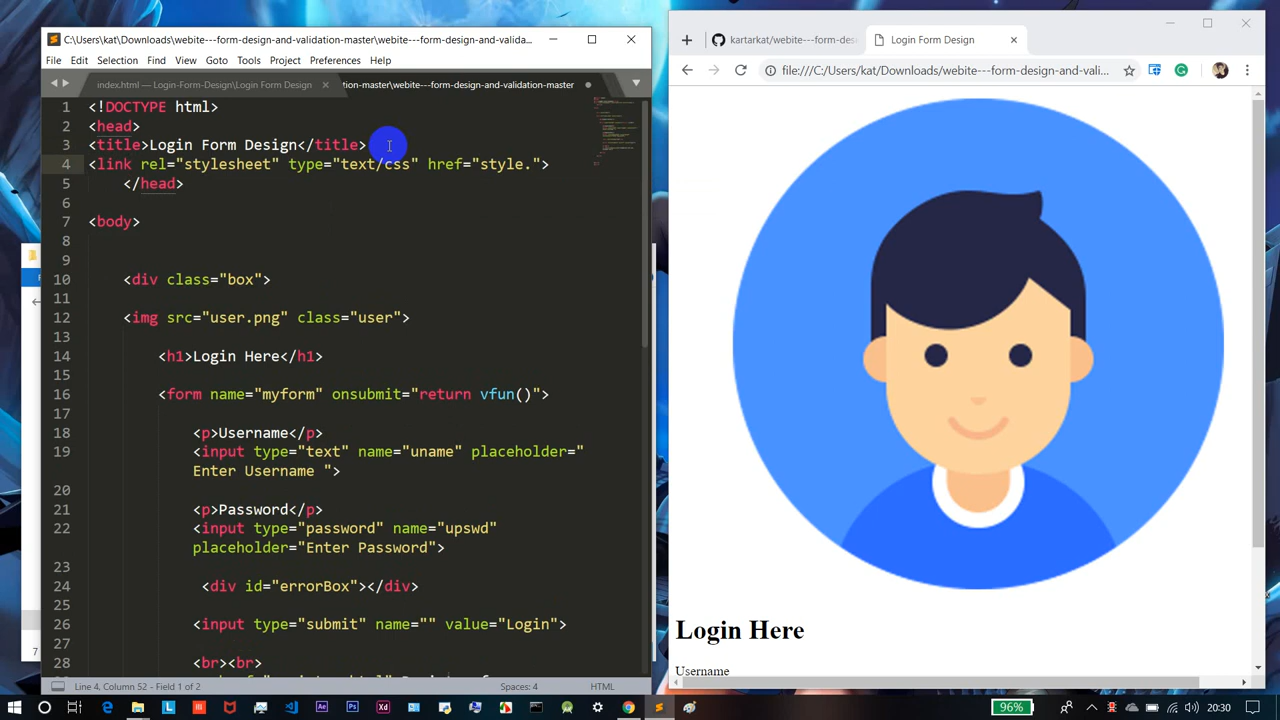 C:\Users\kat\Downloads\webite---form-design-and-validation-master\webite---form-design-and-valida...
File Edit Selection Find View Goto Tools Project Preferences Help
index.html — Login-Form-Design\Login Form Design
tion-master\webite---form-design-and-validation-master
1 <!DOCTYPE html>
2 <head>
3 <title>Login Form Design</title>
4 <link rel="stylesheet" type="text/css" href="style.">
5 </head>
6
7 <body>
8
9
10 <div class="box">
11
12 <img src="user.png" class="user">
13
14 <h1>Login Here</h1>
15
16 <form name="myform" onsubmit="return vfun()">
17
18 <p>Username</p>
19 <input type="text" name="uname" placeholder="
Enter Username ">
20
21 <p>Password</p>
22 <input type="password" name="upswd"
placeholder="Enter Password">
23
24 <div id="errorBox"></div>
25
26 <input type="submit" name="" value="Login">
27
28 <br><br>
Line 4, Column 52 - Field 1 of 2
Spaces: 4
HTML
Login Form Design
file:///C:/Users/kat/Downloads/webite---form-design-and-vali...
Login Here
Username
96%
20:30